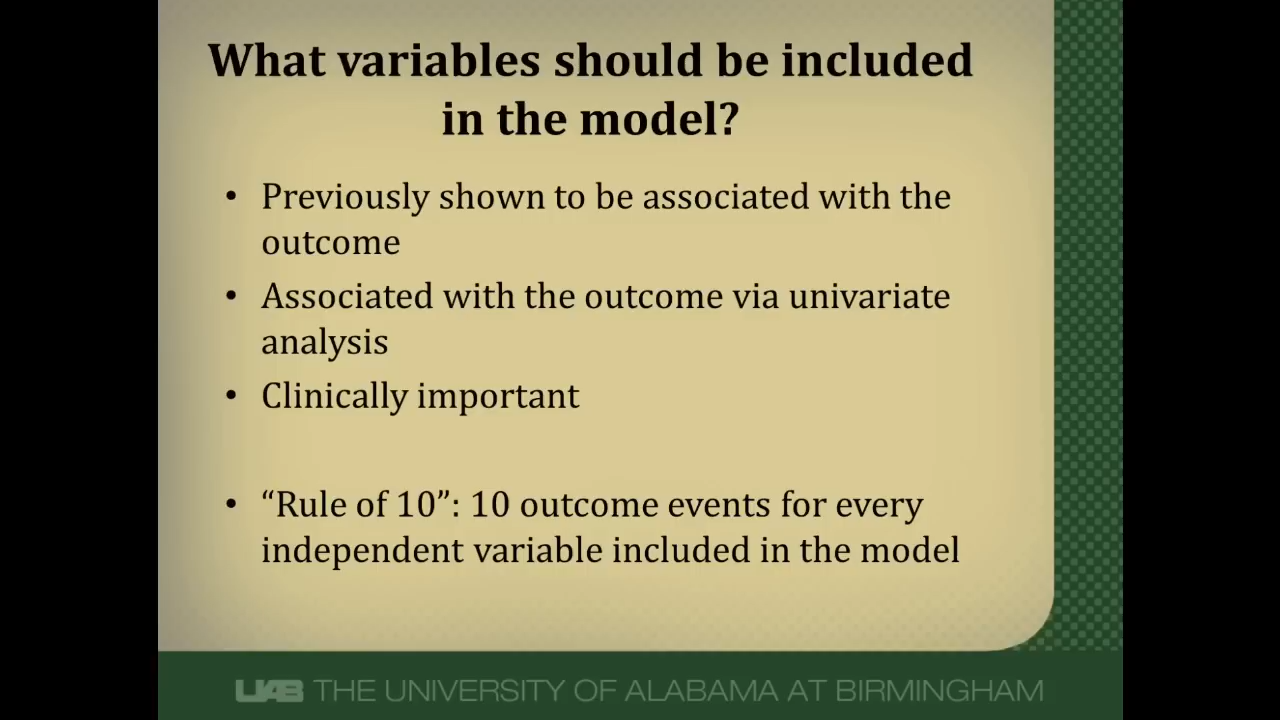 What variables should be included
in the model?
• Previously shown to be associated with the
outcome
• Associated with the outcome via univariate
analysis
• Clinically important
• “Rule of 10”: 10 outcome events for every
independent variable included in the model
UAB THE UNIVERSITY OF ALABAMA AT BIRMINGHAM